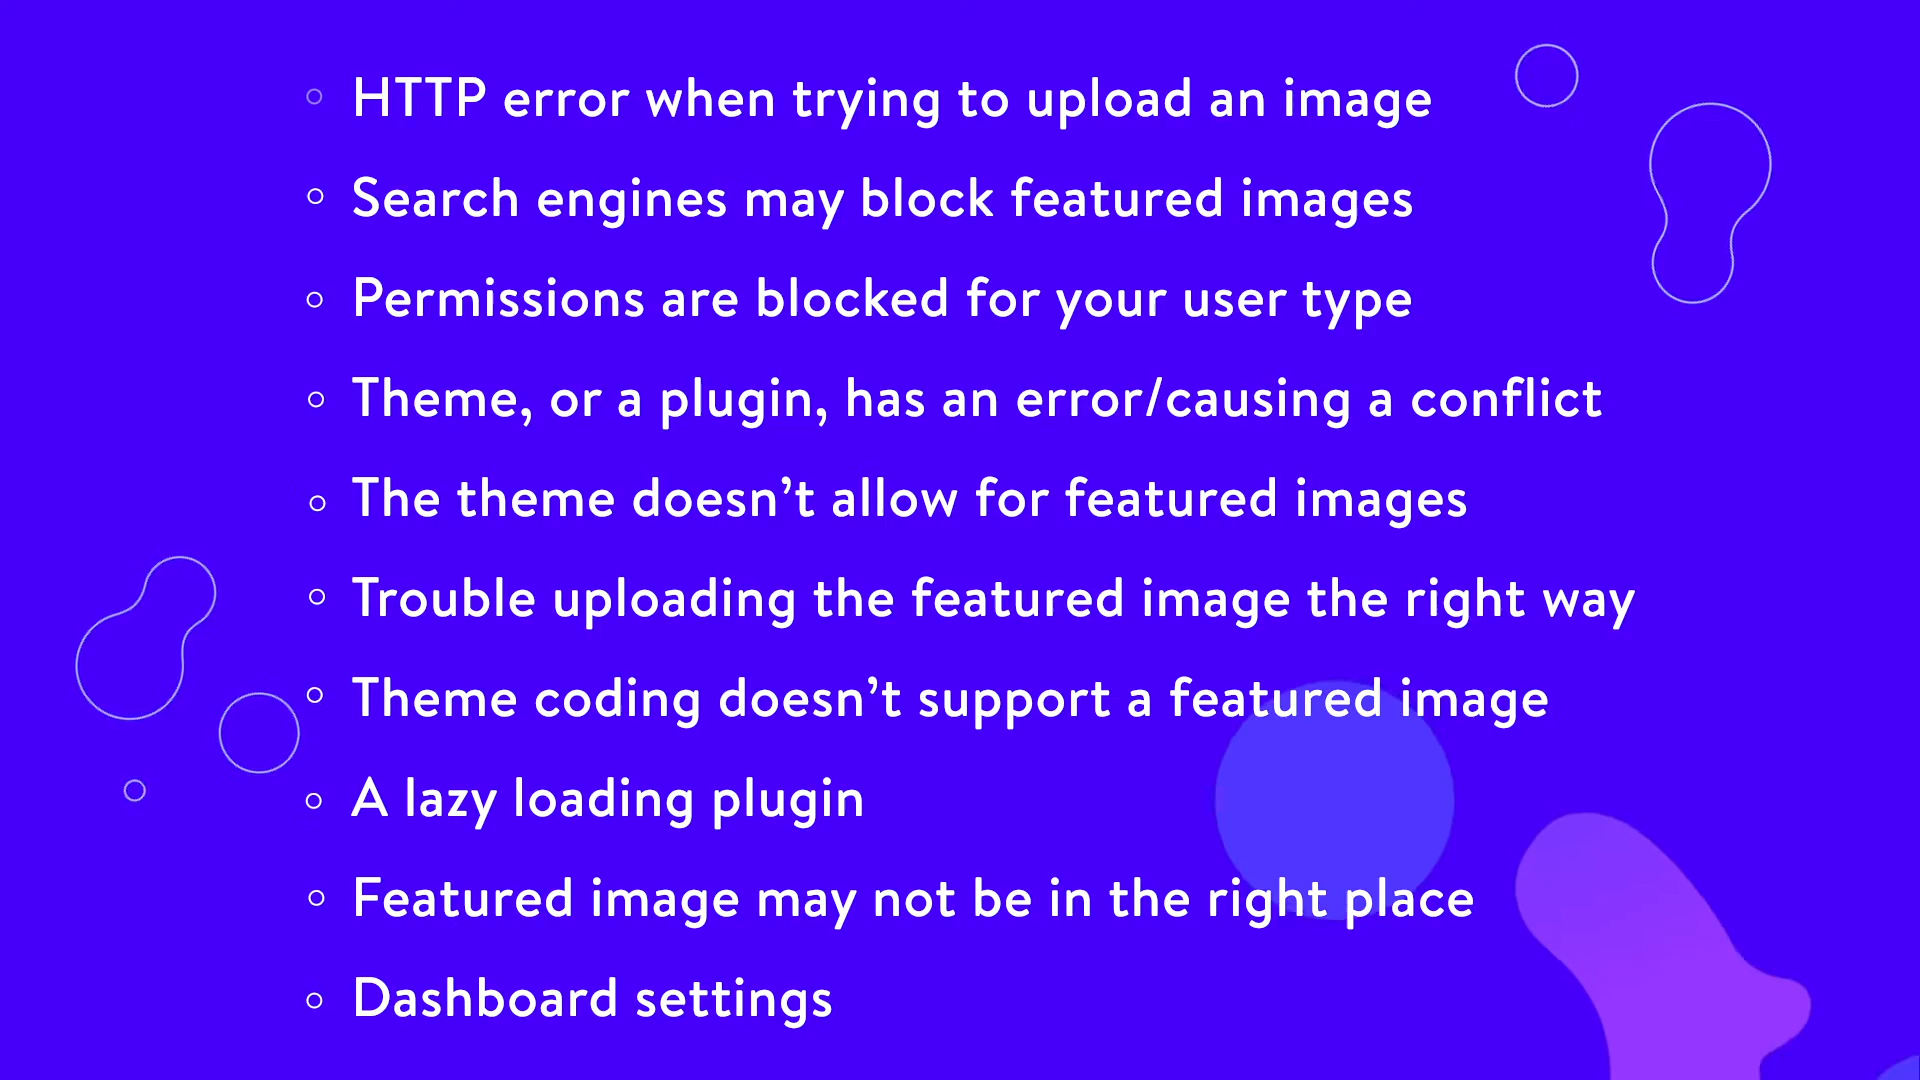 HTTP error when trying to upload an image
Search engines may block featured images
Permissions are blocked for your user type
Theme, or a plugin, has an error/causing a conflict
The theme doesn’t allow for featured images
Trouble uploading the featured image the right way
Theme coding doesn’t support a featured image
A lazy loading plugin
Featured image may not be in the right place
Dashboard settings